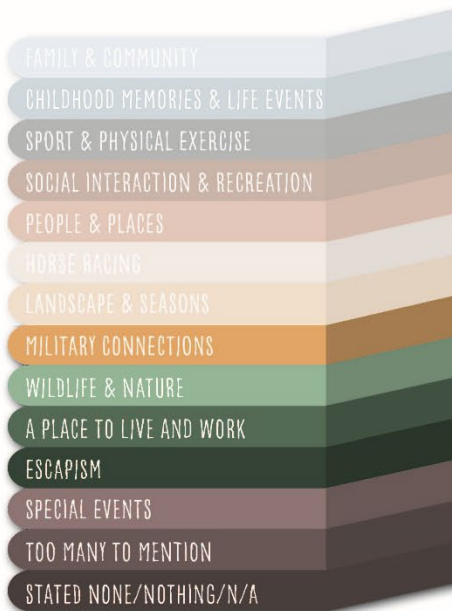 FAMILY & COMMUNITY
CHILDHOOD MEMORIES & LIFE EVENTS
SPORT & PHYSICAL EXERCISE
SOCIAL INTERACTION & RECREATION
PEOPLE & PLACES
HORSE RACING
LANDSCAPE & SEASONS
MILITARY CONNECTIONS
WILDLIFE & NATURE
A PLACE TO LIVE AND WORK
ESCAPISM
SPECIAL EVENTS
TOO MANY TO MENTION
STATED NONE/NOTHING/N/A